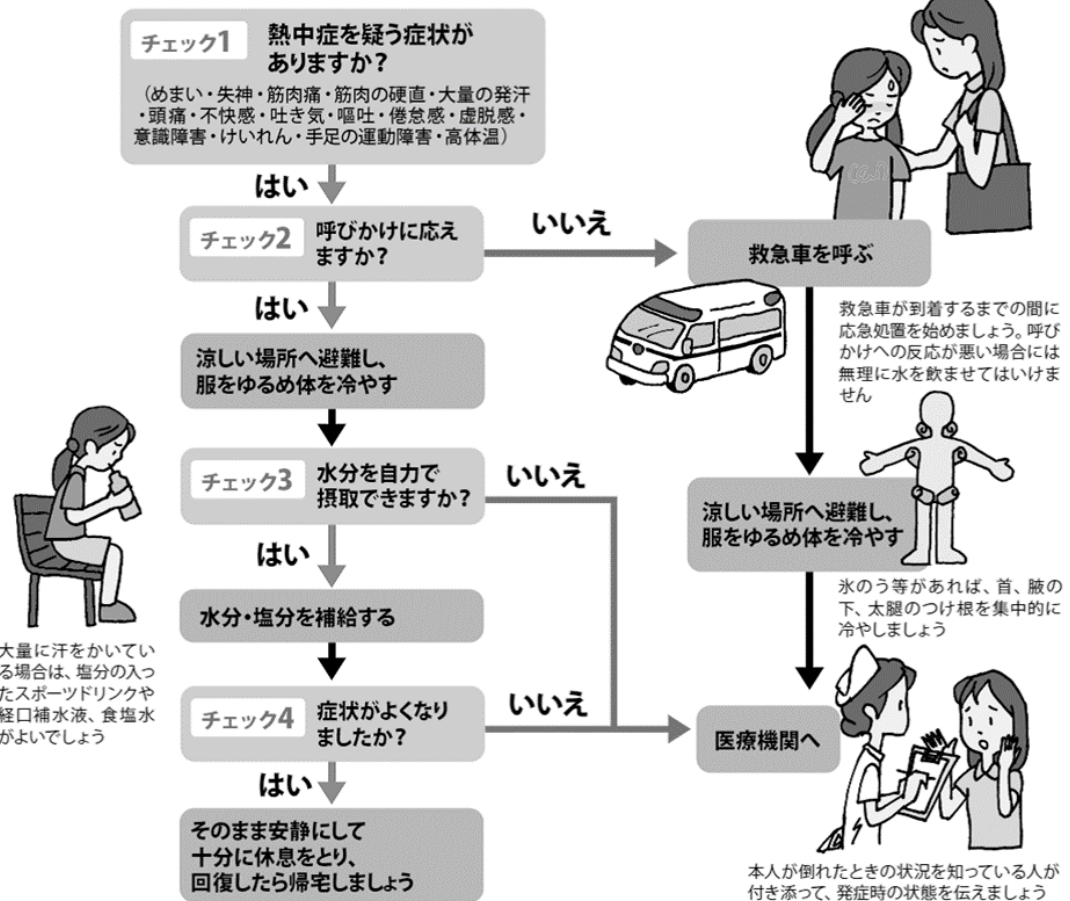 チェック1
熱中症を疑う症状が
ありますか？
（めまい・失神・筋肉痛・筋肉の硬直・大量の発汗
・頭痛・不快感・吐き気・嘔吐・倦怠感・虚脱感・
意識障害・けいれん・手足の運動障害・高体温）
はい
チェック2
呼びかけに応え
ますか？
いいえ
救急車を呼ぶ
救急車が到着するまでの間に
応急処置を始めましょう。呼び
かけへの反応が悪い場合には
無理に水を飲ませてはいけま
せん
はい
涼しい場所へ避難し、
服をゆるめ体を冷やす
チェック3
水分を自力で
摂取できますか？
いいえ
涼しい場所へ避難し、
服をゆるめ体を冷やす
氷のう等があれば、首、腋の
下、太腿のつけ根を集中的に
冷やしましょう
はい
水分・塩分を補給する
大量に汗をかいてい
る場合は、塩分の入っ
たスポーツドリンクや
経口補水液、食塩水
がよいでしょう
チェック4
症状がよくなり
ましたか？
いいえ
医療機関へ
はい
そのまま安静にして
十分に休息をとり、
回復したら帰宅しましょう
本人が倒れたときの状況を知っている人が
付き添って、発症時の状態を伝えましょう